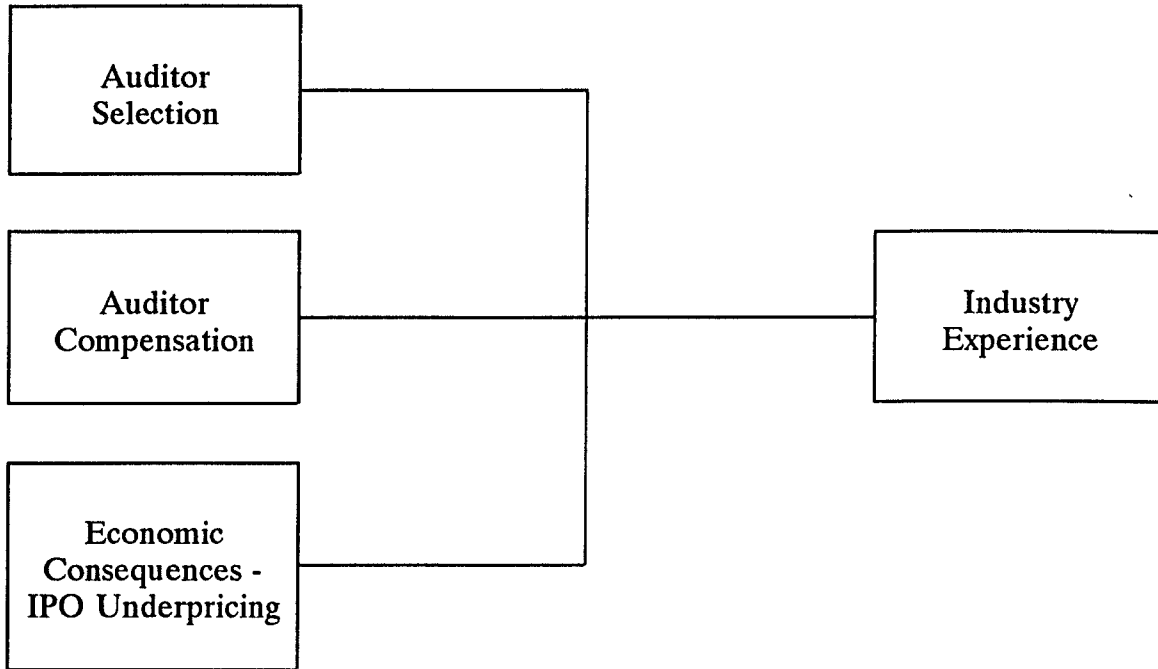 Auditor
Selection
Auditor
Compensation
Industry
Experience
Economic
Consequences -
IPO Underpricing